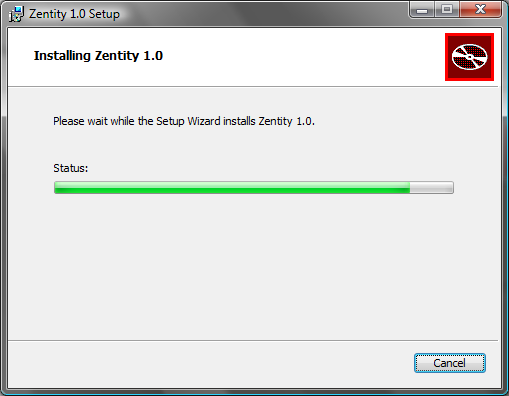 Zentity 1.0 Setup
Installing Zentity 1.0
Please wait while the Setup Wizard installs Zentity 1.0.
Status:
Cancel